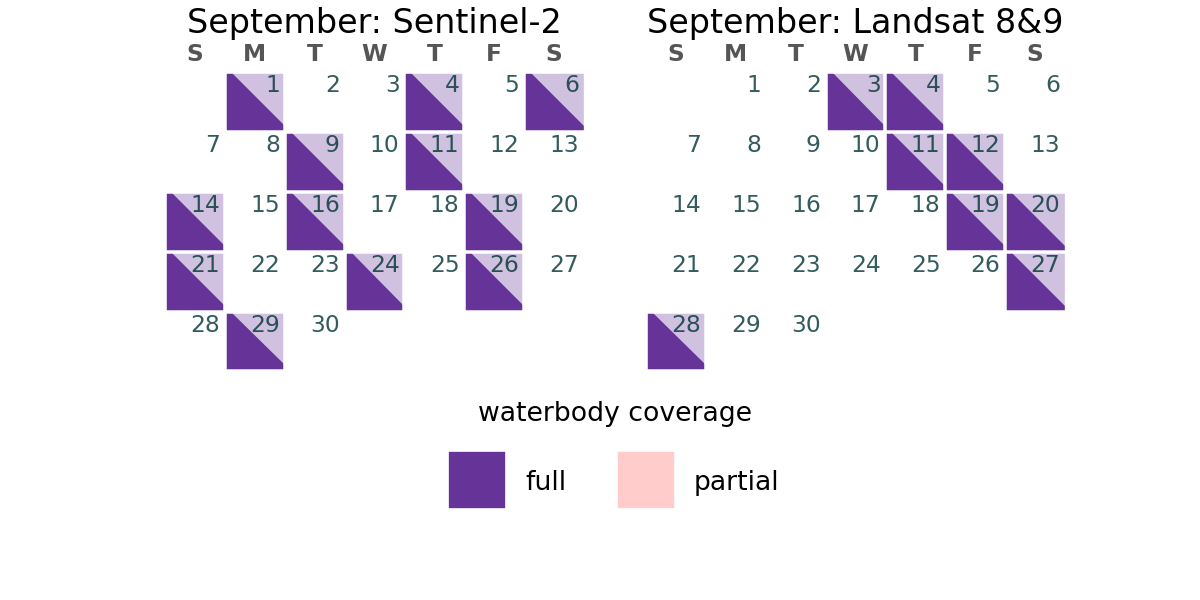 September: Sentinel-2
S M T W T F S
1 2 3 4 5 6
7 8 9 10 11 12 13
14 15 16 17 18 19 20
21 22 23 24 25 26 27
28 29 30
September: Landsat 8&9
S M T W T F S
1 2 3 4 5 6
7 8 9 10 11 12 13
14 15 16 17 18 19 20
21 22 23 24 25 26 27
28 29 30
waterbody coverage
full partial